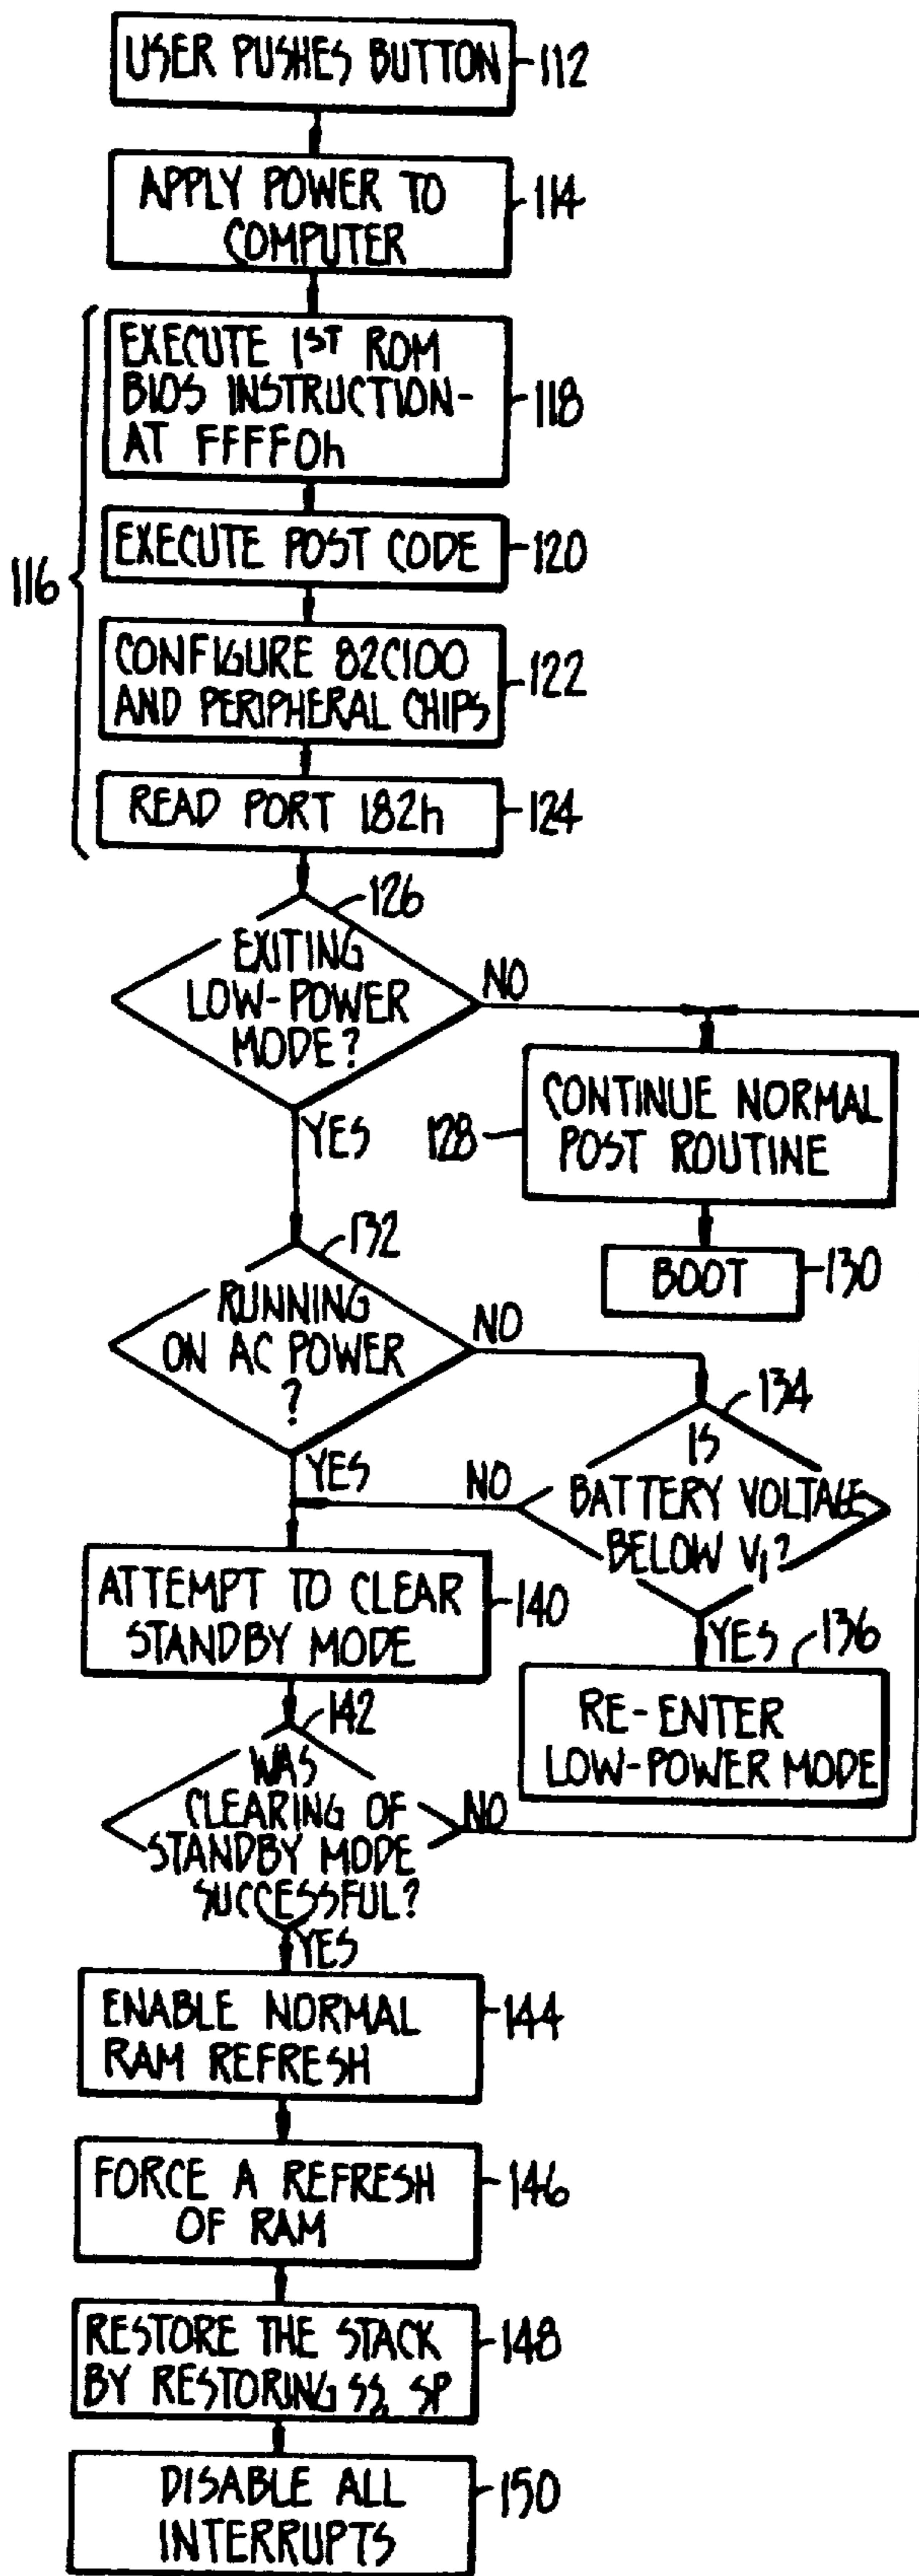 USER PUSHES BUTTON
112
APPLY POWER TO
COMPUTER
114
116
EXECUTE 1ST ROM
BIOS INSTRUCTION-
AT FFFF0h
118
EXECUTE POST CODE
120
CONFIGURE 82C100
AND PERIPHERAL CHIPS
122
READ PORT 182h
124
126
EXITING
LOW-POWER
MODE?
NO
YES
CONTINUE NORMAL
POST ROUTINE
128
BOOT
130
132
RUNNING
ON AC POWER
?
NO
YES
134
IS
BATTERY VOLTAGE
BELOW V1?
NO
YES
136
RE-ENTER
LOW-POWER MODE
ATTEMPT TO CLEAR
STANDBY MODE
140
142
WAS
CLEARING OF
STANDBY MODE
SUCCESSFUL?
NO
YES
ENABLE NORMAL
RAM REFRESH
144
FORCE A REFRESH
OF RAM
146
RESTORE THE STACK
BY RESTORING SS, SP
148
DISABLE ALL
INTERRUPTS
150